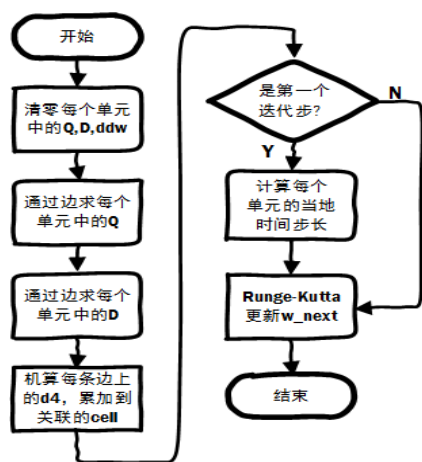 开始
清零每个单元
中的Q,D,ddw
通过边求每个
单元中的Q
通过边求每个
单元中的D
机算每条边上
的d4，累加到
关联的cell
是第一个
迭代步?
N
Y
计算每个
单元的当地
时间步长
Runge-Kutta
更新w_next
结束